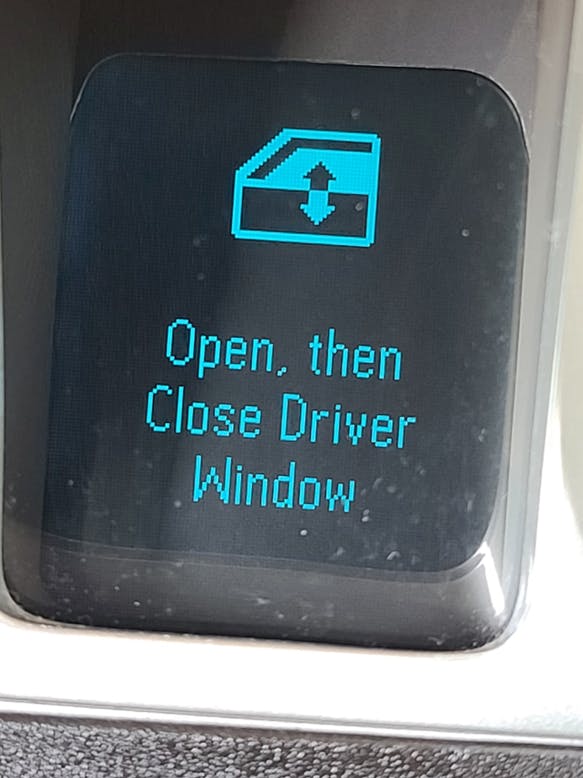 Open, then
Close Driver
Window